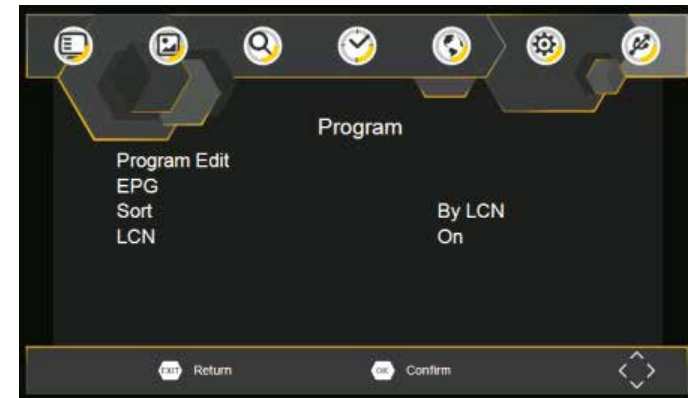 Program
Program Edit
EPG
Sort By LCN
LCN On
EXIT Return OK Confirm